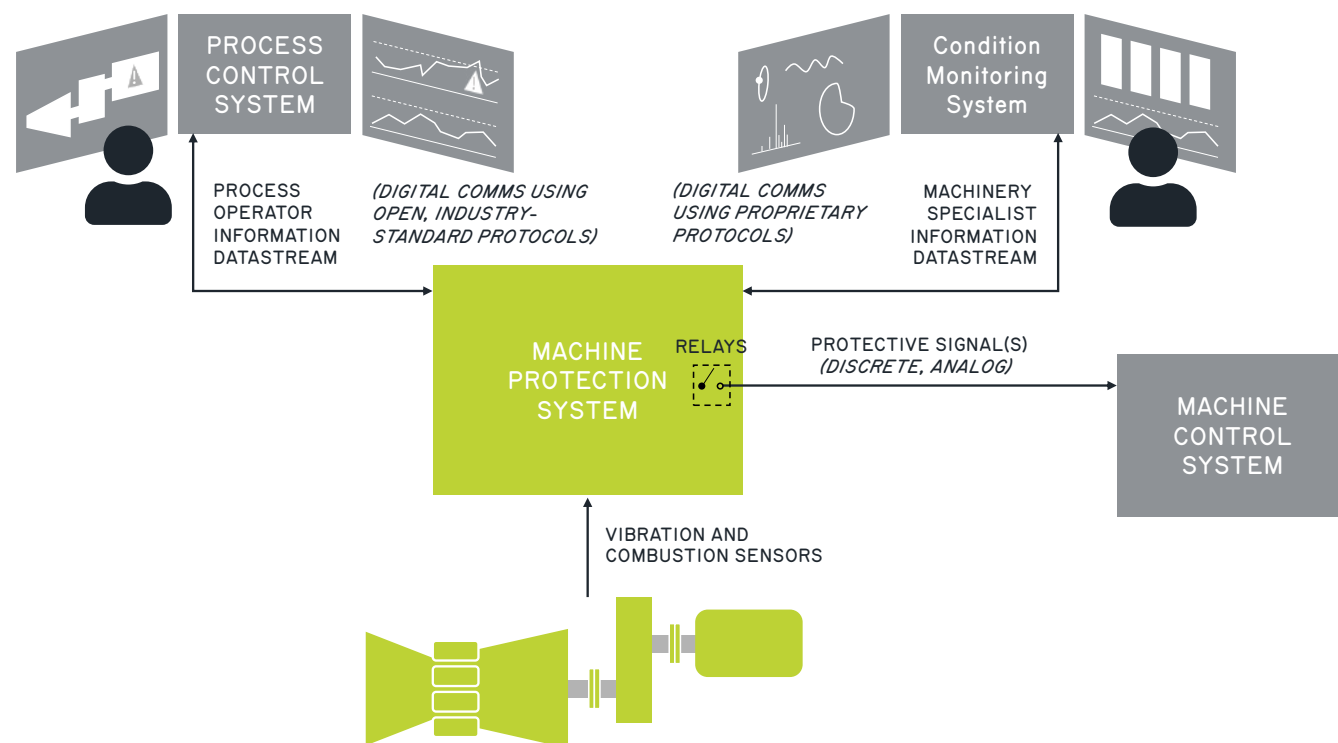 PROCESS
CONTROL
SYSTEM
Condition
Monitoring
System
PROCESS
OPERATOR
INFORMATION
DATASTREAM
(DIGITAL COMMS USING
OPEN, INDUSTRY-
STANDARD PROTOCOLS)
(DIGITAL COMMS
USING PROPRIETARY
PROTOCOLS)
MACHINERY
SPECIALIST
INFORMATION
DATASTREAM
MACHINE
PROTECTION
SYSTEM
RELAYS
PROTECTIVE SIGNAL(S)
(DISCRETE, ANALOG)
MACHINE
CONTROL
SYSTEM
VIBRATION AND
COMBUSTION SENSORS